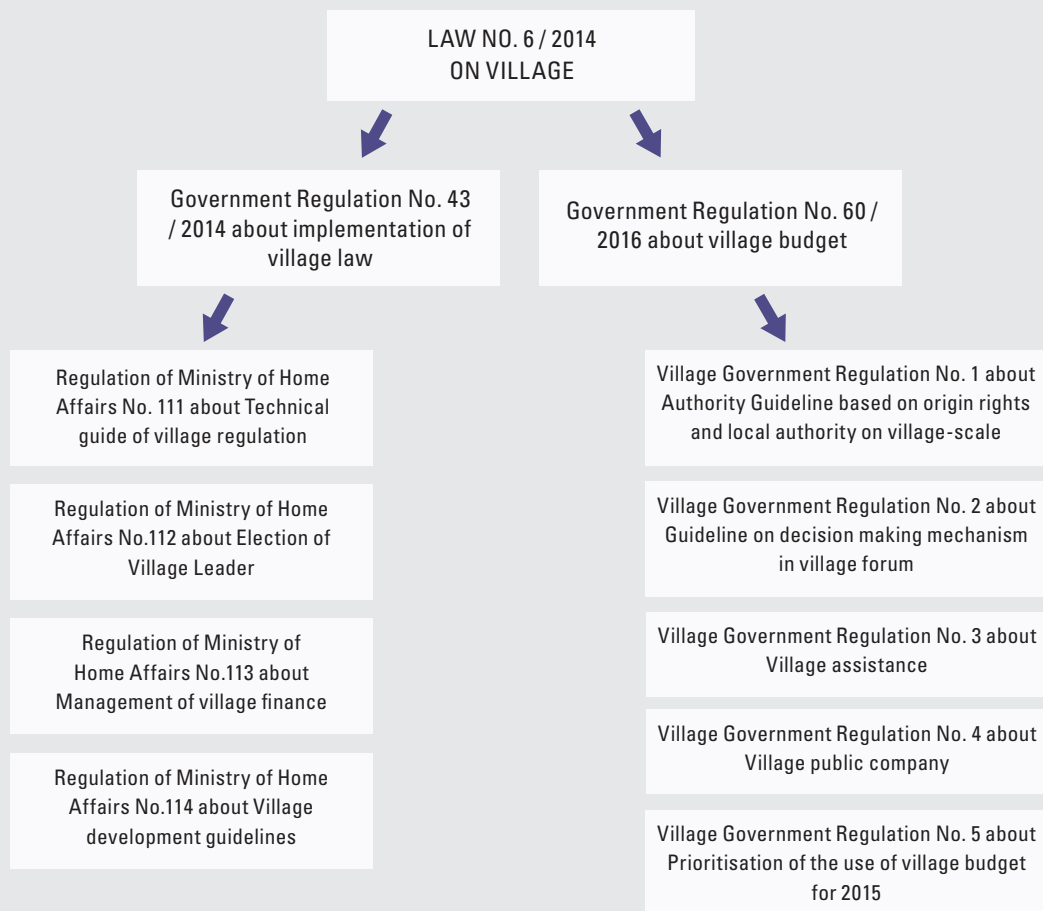 LAW NO. 6 / 2014
ON VILLAGE
Government Regulation No. 43
/ 2014 about implementation of
village law
Government Regulation No. 60 /
2016 about village budget
Regulation of Ministry of Home
Affairs No. 111 about Technical
guide of village regulation
Regulation of Ministry of Home
Affairs No.112 about Election of
Village Leader
Regulation of Ministry of
Home Affairs No.113 about
Management of village finance
Regulation of Ministry of Home
Affairs No.114 about Village
development guidelines
Village Government Regulation No. 1 about
Authority Guideline based on origin rights
and local authority on village-scale
Village Government Regulation No. 2 about
Guideline on decision making mechanism
in village forum
Village Government Regulation No. 3 about
Village assistance
Village Government Regulation No. 4 about
Village public company
Village Government Regulation No. 5 about
Prioritisation of the use of village budget
for 2015